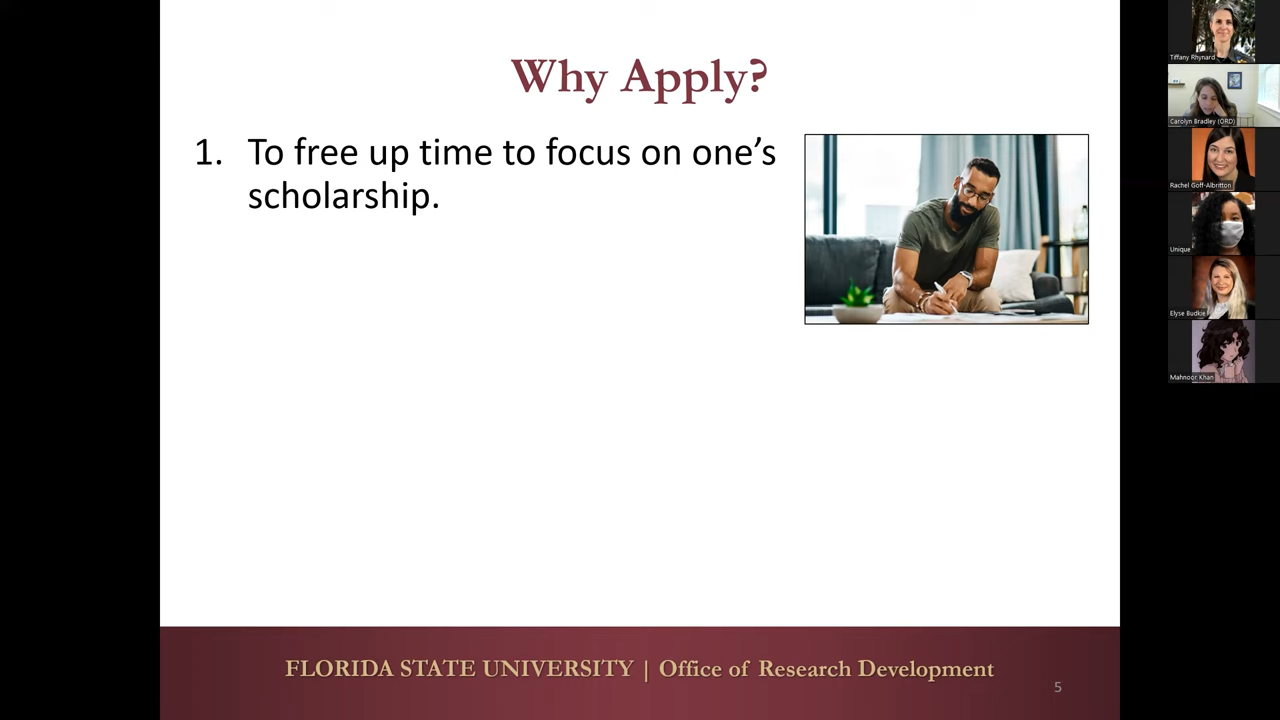 Why Apply?
1. To free up time to focus on one’s
scholarship.
FLORIDA STATE UNIVERSITY | Office of Research Development
5
Tiffany Rhynard
Carolyn Bradley (ORD)
Rachel Goff-Albritton
Unique
Elyse Budkie
Mahnoor Khan